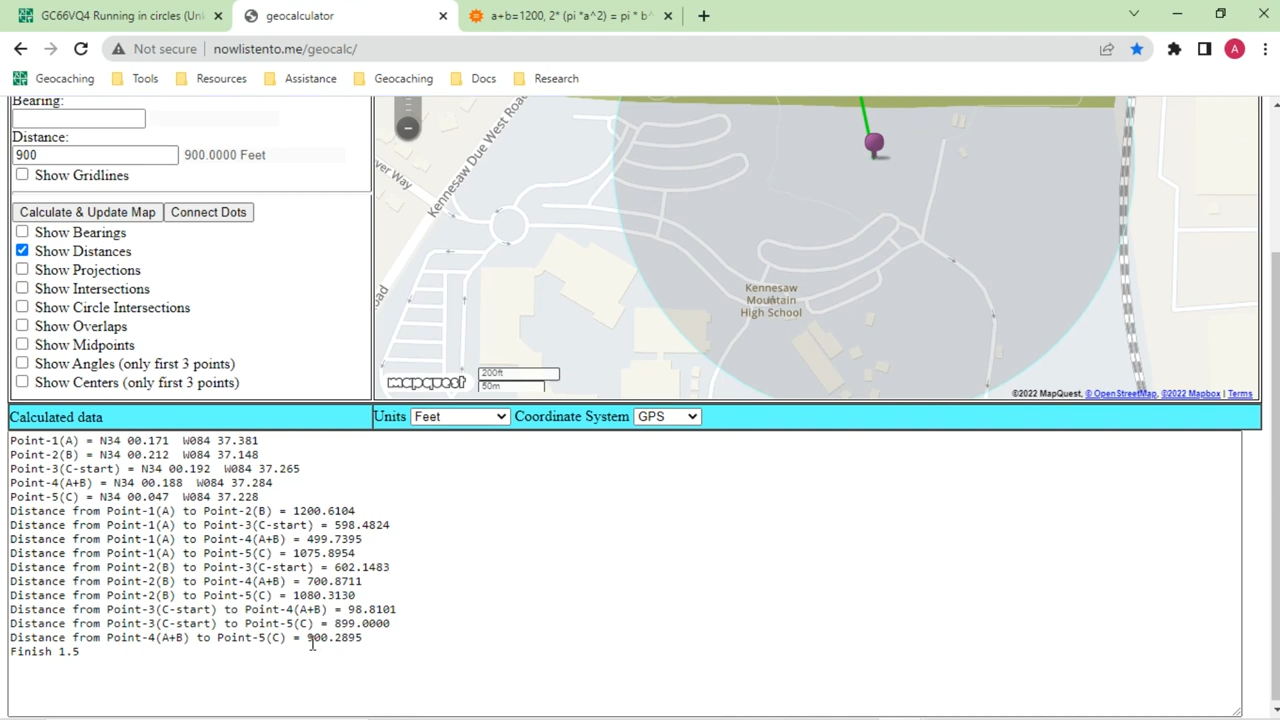 GC66VQ4 Running in circles (Un
geocalculator
a+b=1200, 2* (pi *a^2) = pi * b^
Not secure
nowlistento.me/geocalc/
A
Geocaching
Tools
Resources
Assistance
Geocaching
Docs
Research
Bearing:
Distance:
900
900.0000 Feet
Show Gridlines
Calculate & Update Map
Connect Dots
Show Bearings
Show Distances
Show Projections
Show Intersections
Show Circle Intersections
Show Overlaps
Show Midpoints
Show Angles (only first 3 points)
Show Centers (only first 3 points)
Kennesaw Due West Road
ver Way
ad
Kennesaw
Mountain
High School
mapquest
200ft
50m
©2022 MapQuest, © OpenStreetMap, ©2022 Mapbox | Terms
Calculated data
Units Feet Coordinate System GPS
Point-1(A) = N34 00.171 W084 37.381
Point-2(B) = N34 00.212 W084 37.148
Point-3(C-start) = N34 00.192 W084 37.265
Point-4(A+B) = N34 00.188 W084 37.284
Point-5(C) = N34 00.047 W084 37.228
Distance from Point-1(A) to Point-2(B) = 1200.6104
Distance from Point-1(A) to Point-3(C-start) = 598.4824
Distance from Point-1(A) to Point-4(A+B) = 499.7395
Distance from Point-1(A) to Point-5(C) = 1075.8954
Distance from Point-2(B) to Point-3(C-start) = 602.1483
Distance from Point-2(B) to Point-4(A+B) = 700.8711
Distance from Point-2(B) to Point-5(C) = 1080.3130
Distance from Point-3(C-start) to Point-4(A+B) = 98.8101
Distance from Point-3(C-start) to Point-5(C) = 899.0000
Distance from Point-4(A+B) to Point-5(C) = 900.2895
Finish 1.5